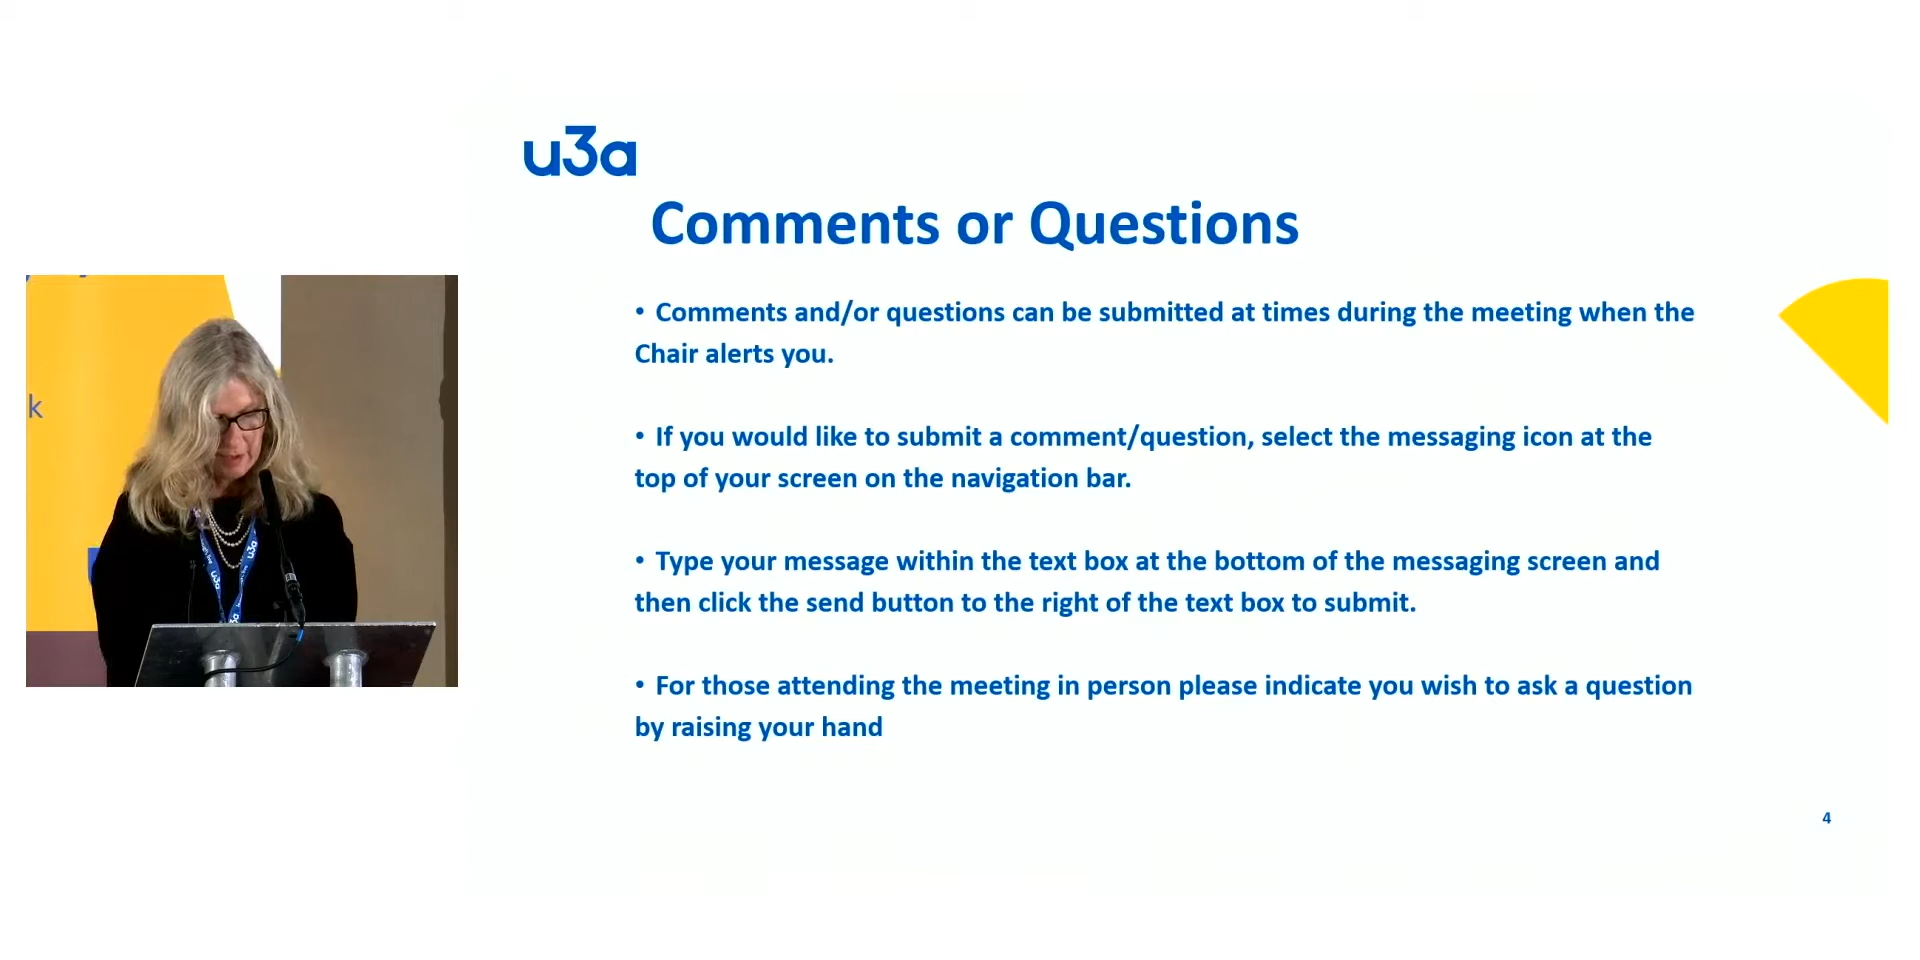 u3a
Comments or Questions
• Comments and/or questions can be submitted at times during the meeting when the
Chair alerts you.
• If you would like to submit a comment/question, select the messaging icon at the
top of your screen on the navigation bar.
• Type your message within the text box at the bottom of the messaging screen and
then click the send button to the right of the text box to submit.
• For those attending the meeting in person please indicate you wish to ask a question
by raising your hand
4
k
u3a
u3a